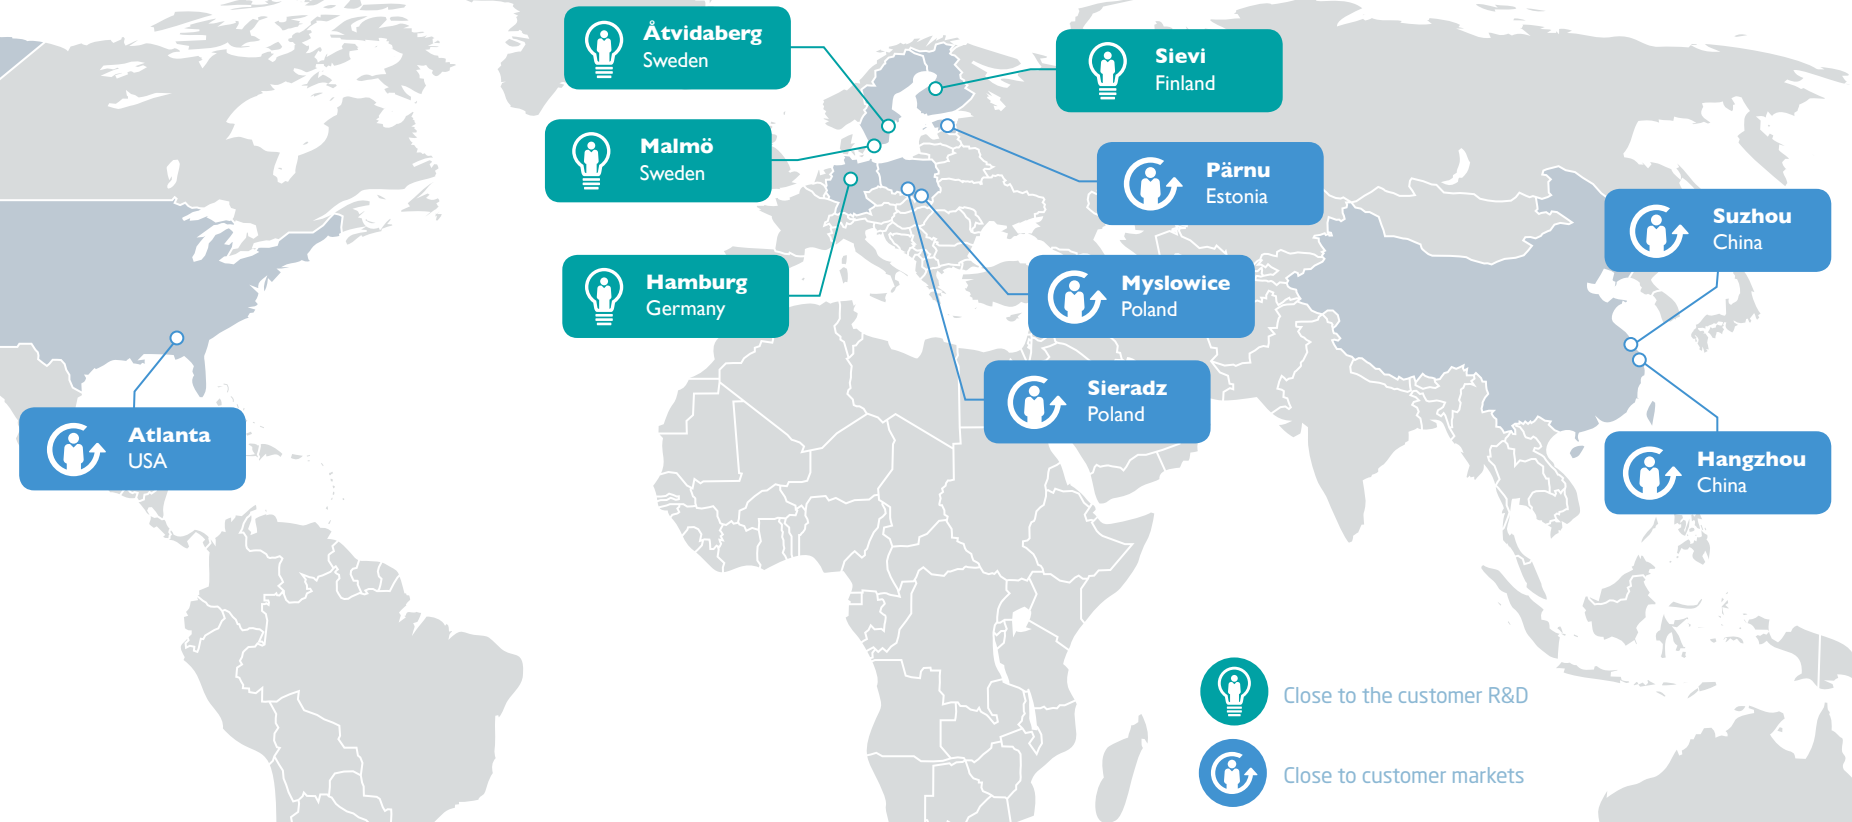 Åtvidaberg
Sweden
Sievi
Finland
Malmö
Sweden
Pärnu
Estonia
Suzhou
China
Hamburg
Germany
Myslowice
Poland
Sieradz
Poland
Atlanta
USA
Hangzhou
China
Close to the customer R&D
Close to customer markets